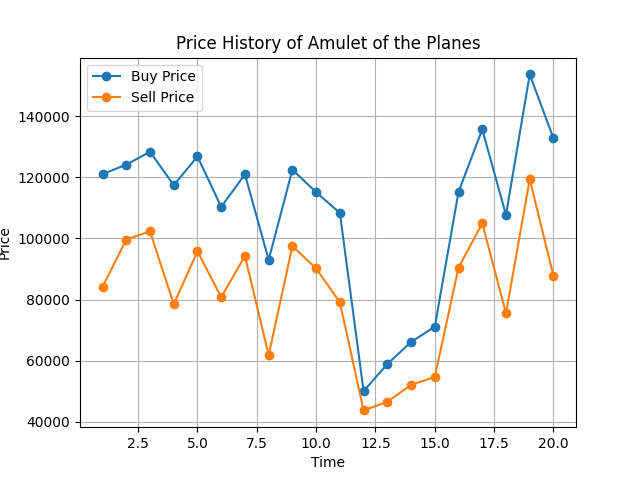 Price History of Amulet of the Planes
Buy Price
Sell Price
140000
120000
100000
80000
60000
40000
Price
2.5 5.0 7.5 10.0 12.5 15.0 17.5 20.0
Time